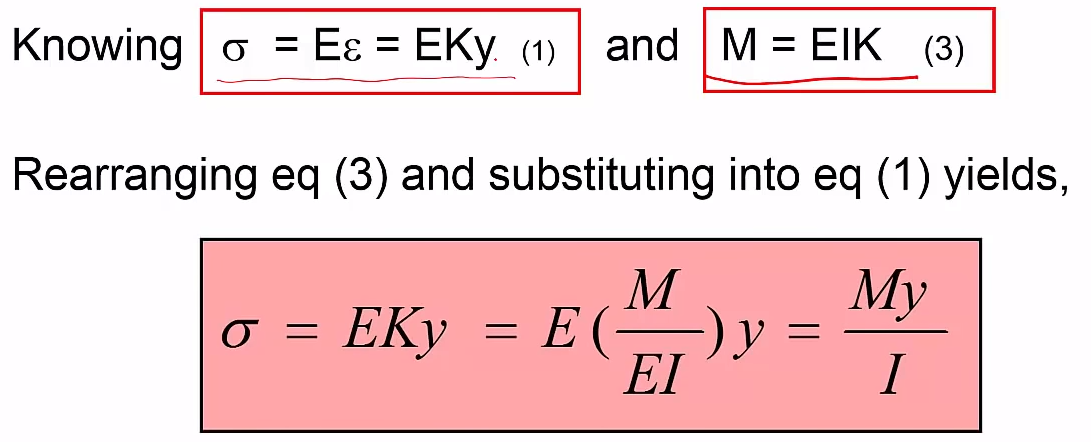 Knowing σ = Eε = EKy (1) and M = EIK (3)
Rearranging eq (3) and substituting into eq (1) yields,
σ = EKy = E(M/EI)y = My/I